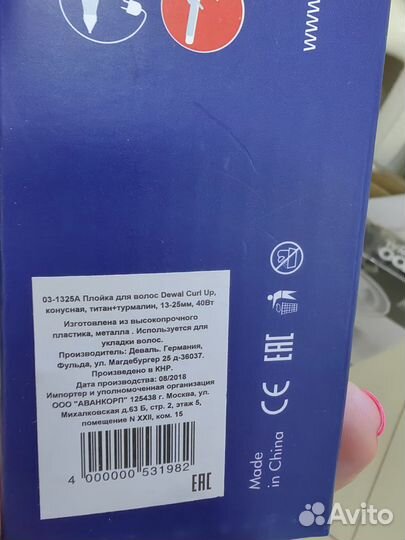 www.
03-1325A Плойка для волос Dewal Curl Up,
конусная, титан+турмалин, 13-25мм, 40Вт
Изготовлена из высокопрочного
пластика, металла . Используется для
укладки волос.
Производитель: Деваль. Германия,
Фульда, ул. Магдебургер 25 д-36037.
Произведено в КНР.
Дата производства: 08/2018
Импортер и уполномоченная организация
ООО "АВАНКОРП" 125438 г. Москва, ул.
Михалковская д.63 Б, стр. 2, этаж 5,
помещение N XXII, ком. 15
4 000000 531982
EAC
Made
in China
CE
EAC
Avito